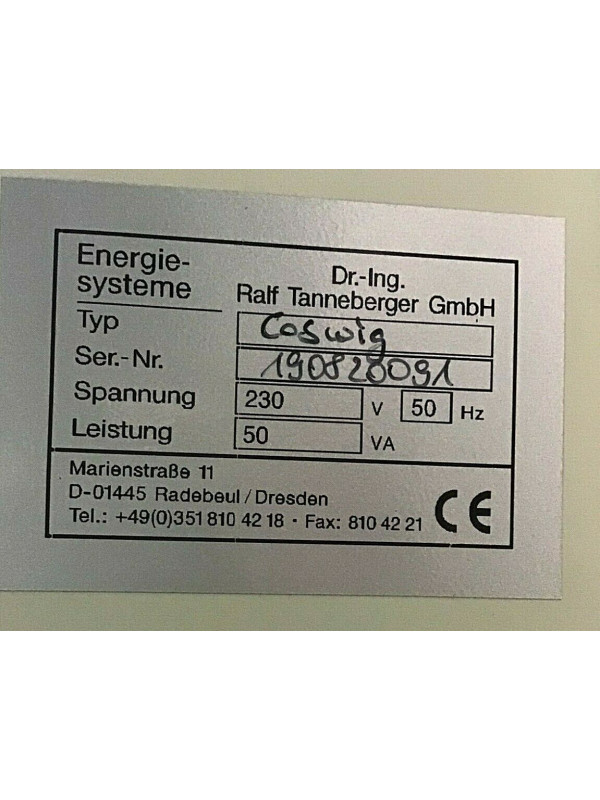 Energie-
systeme
Dr.-Ing.
Ralf Tanneberger GmbH
Typ Coswig
Ser.-Nr. 190828091
Spannung 230 V 50 Hz
Leistung 50 VA
Marienstraße 11
D-01445 Radebeul / Dresden
Tel.: +49(0)351 810 42 18 · Fax: 810 42 21
CE